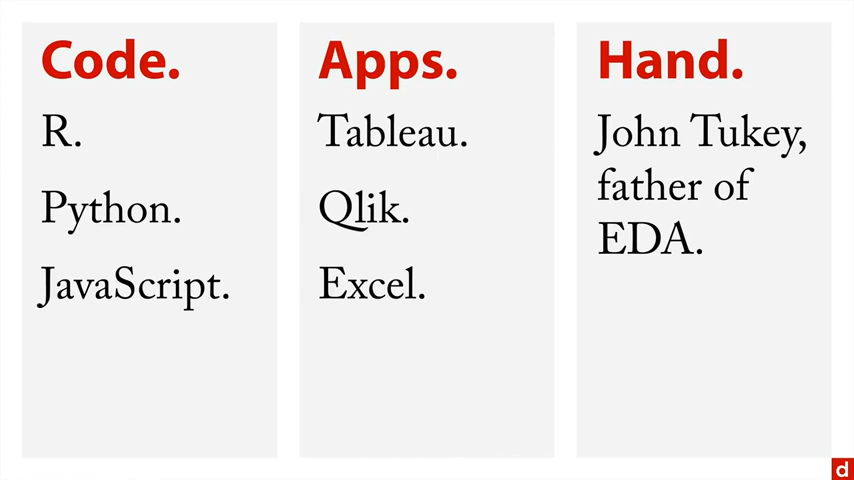 Code.
R.
Python.
JavaScript.
Apps.
Tableau.
Qlik.
Excel.
Hand.
John Tukey,
father of
EDA.
d